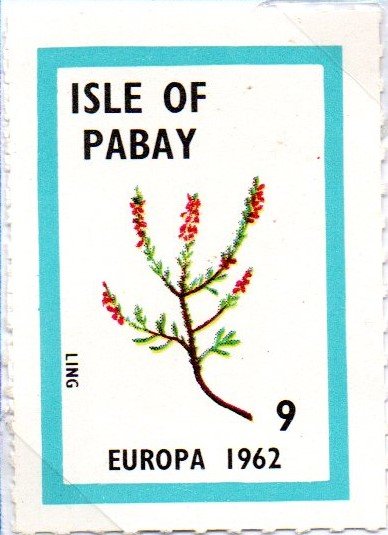 ISLE OF
PABAY
LING
9
EUROPA 1962